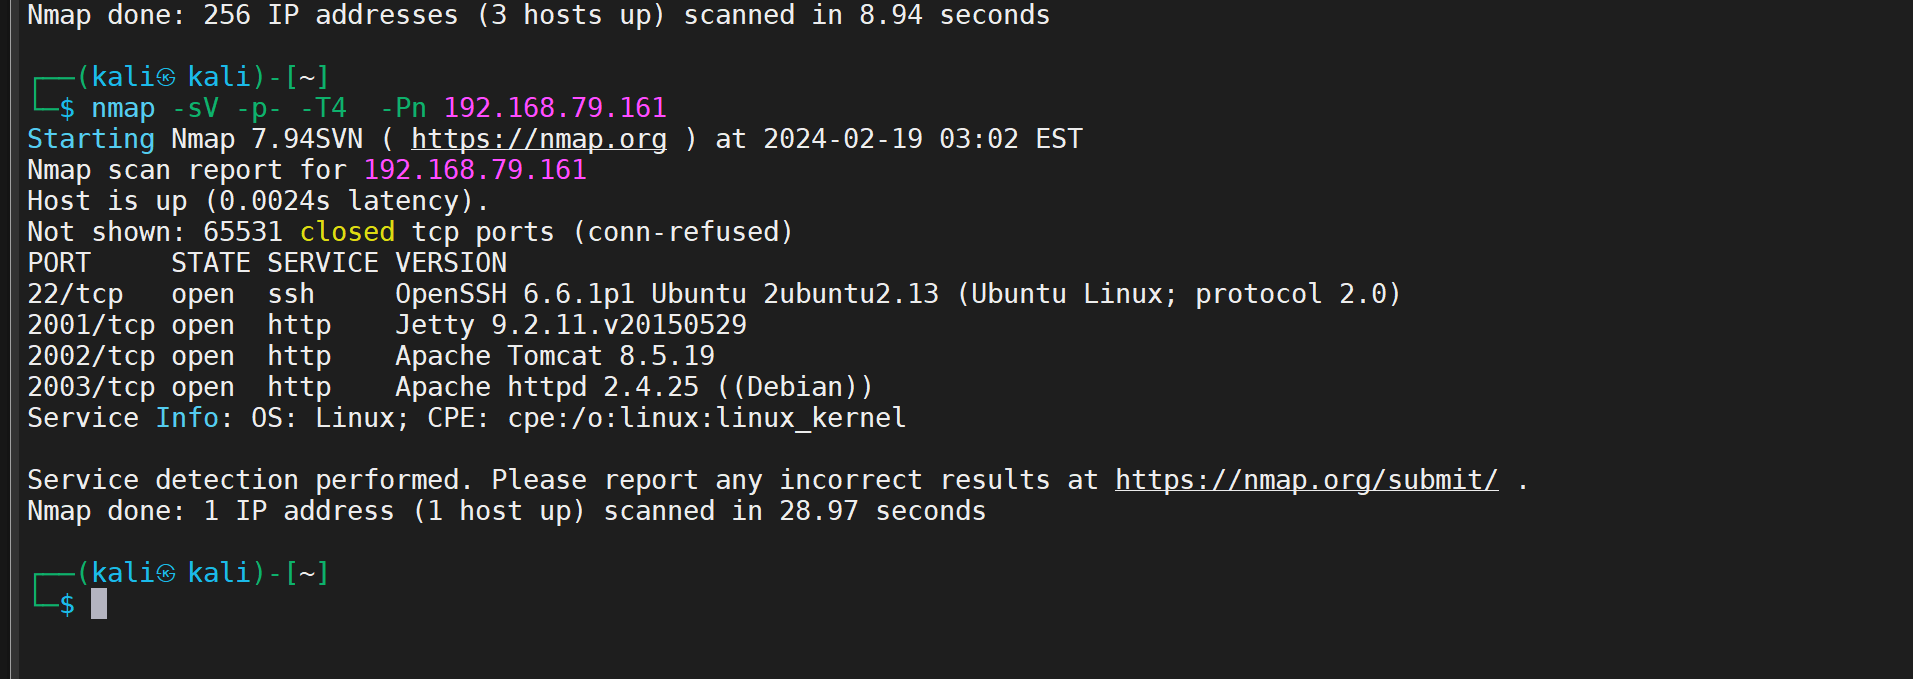 Nmap done: 256 IP addresses (3 hosts up) scanned in 8.94 seconds
┌──(kali㉿ kali)-[~]
└─$ nmap -sV -p- -T4  -Pn 192.168.79.161
Starting Nmap 7.94SVN ( https://nmap.org ) at 2024-02-19 03:02 EST
Nmap scan report for 192.168.79.161
Host is up (0.0024s latency).
Not shown: 65531 closed tcp ports (conn-refused)
PORT     STATE SERVICE VERSION
22/tcp   open  ssh     OpenSSH 6.6.1p1 Ubuntu 2ubuntu2.13 (Ubuntu Linux; protocol 2.0)
2001/tcp open  http    Jetty 9.2.11.v20150529
2002/tcp open  http    Apache Tomcat 8.5.19
2003/tcp open  http    Apache httpd 2.4.25 ((Debian))
Service Info: OS: Linux; CPE: cpe:/o:linux:linux_kernel
Service detection performed. Please report any incorrect results at https://nmap.org/submit/ .
Nmap done: 1 IP address (1 host up) scanned in 28.97 seconds
┌──(kali㉿ kali)-[~]
└─$